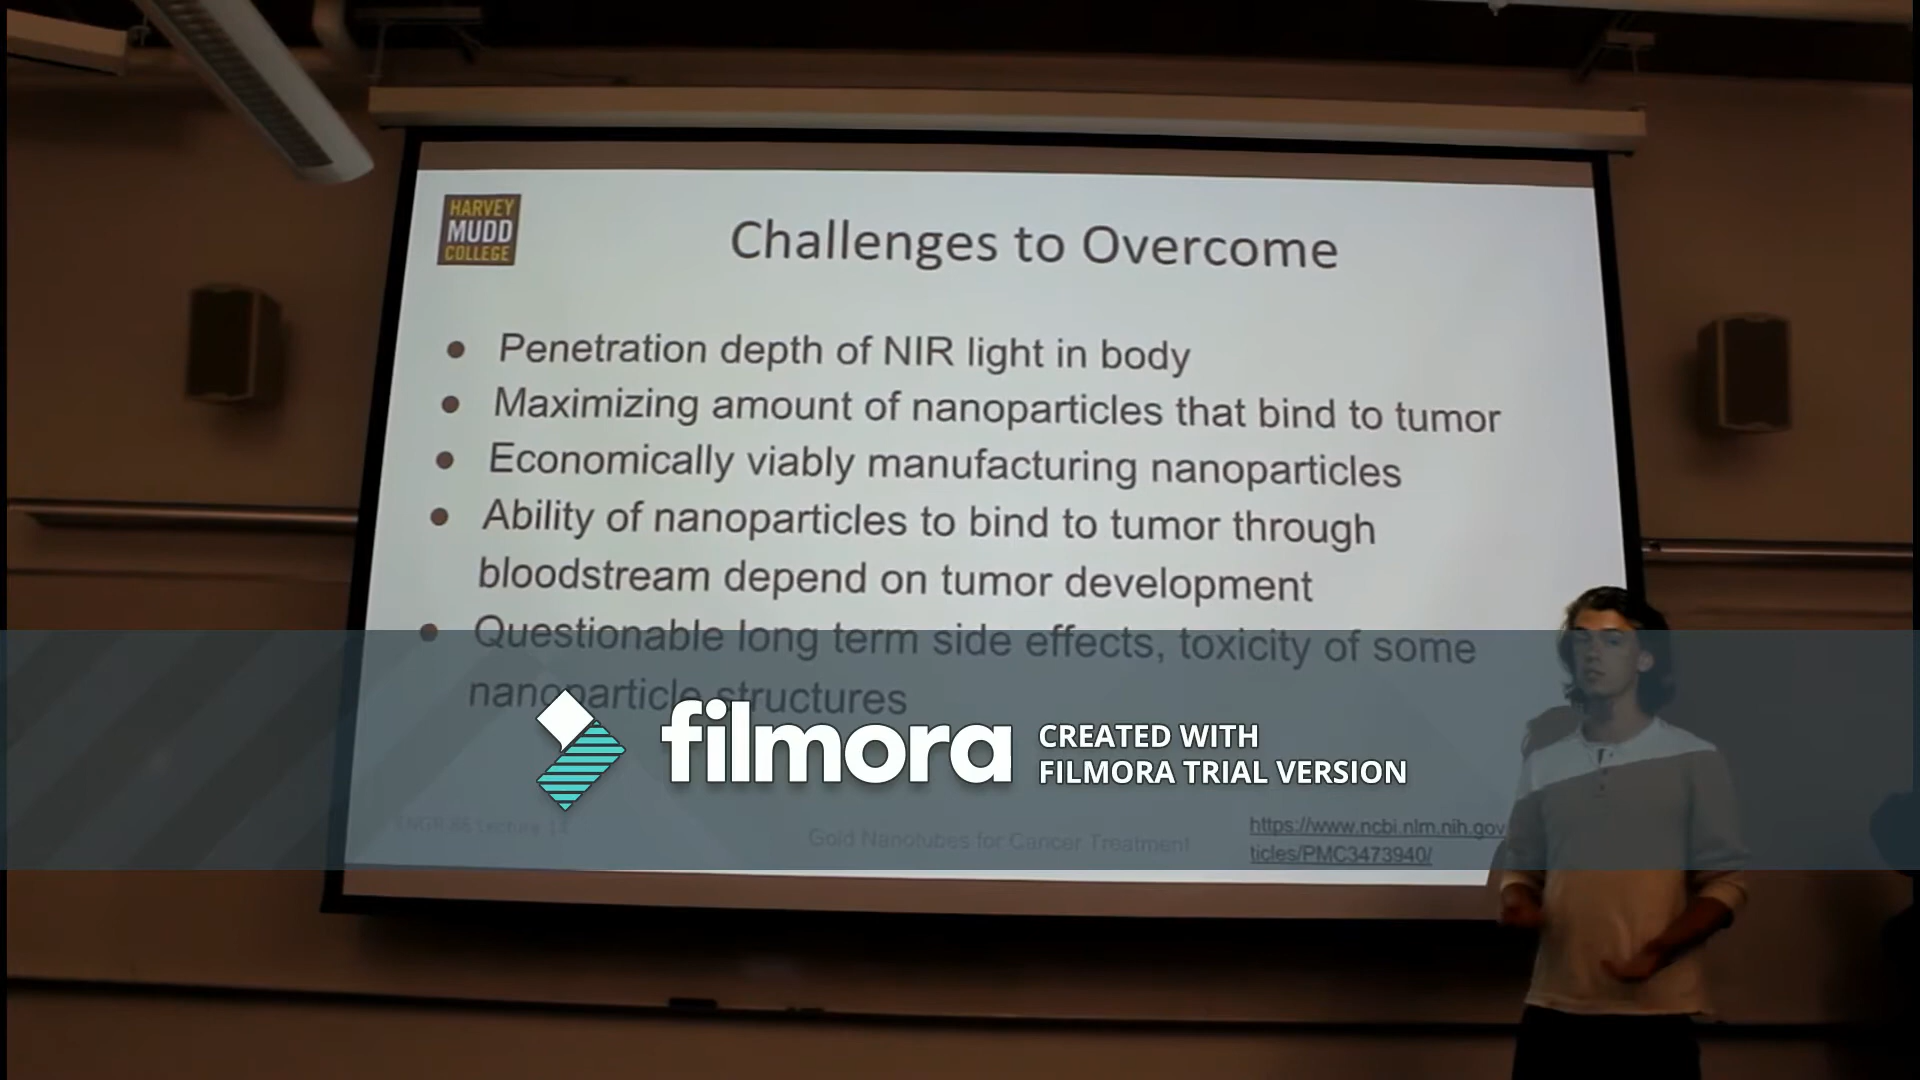 HARVEY
MUDD
COLLEGE
Challenges to Overcome
● Penetration depth of NIR light in body
● Maximizing amount of nanoparticles that bind to tumor
● Economically viably manufacturing nanoparticles
● Ability of nanoparticles to bind to tumor through
bloodstream depend on tumor development
● Questionable long term side effects, toxicity of some
nanoparticle structures
filmora
CREATED WITH
FILMORA TRIAL VERSION
ENGR 86 Lecture
Gold Nanotubes for Cancer Treatment
https://www.ncbi.nlm.nih.gov
ticles/PMC3473940/